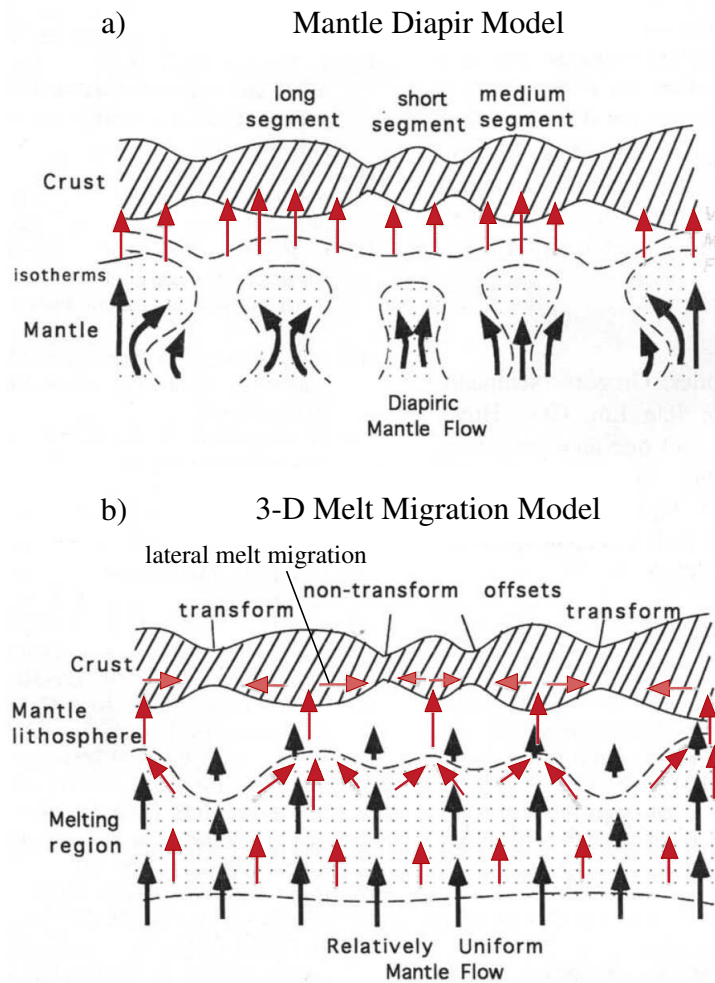 a) Mantle Diapir Model
long segment
short segment
medium segment
Crust
isotherms
Mantle
Diapiric
Mantle Flow
b) 3-D Melt Migration Model
lateral melt migration
transform
non-transform offsets
transform
Crust
Mantle
lithosphere
Melting
region
Relatively Uniform
Mantle Flow